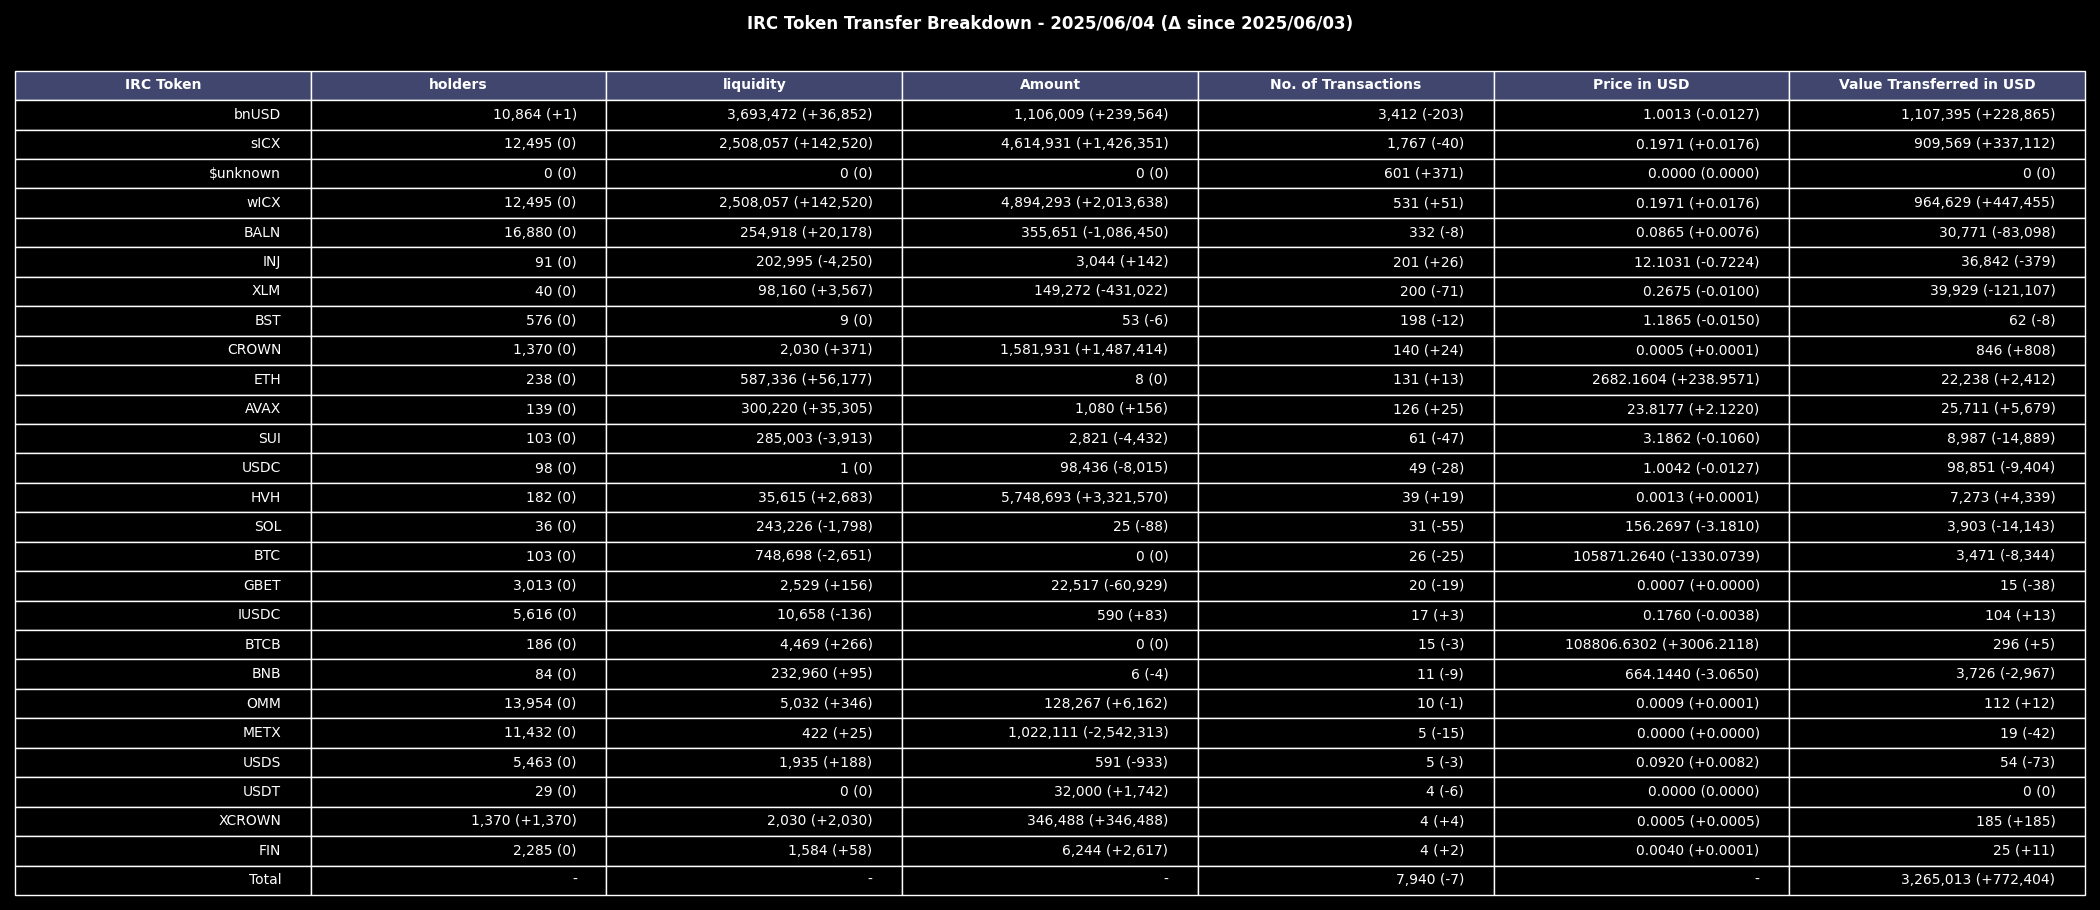 IRC Token Transfer Breakdown - 2025/06/04 (Δ since 2025/06/03)
IRC Token holders liquidity Amount No. of Transactions Price in USD Value Transferred in USD
bnUSD 10,864 (+1) 3,693,472 (+36,852) 1,106,009 (+239,564) 3,412 (-203) 1.0013 (-0.0127) 1,107,395 (+228,865)
sICX 12,495 (0) 2,508,057 (+142,520) 4,614,931 (+1,426,351) 1,767 (-40) 0.1971 (+0.0176) 909,569 (+337,112)
$unknown 0 (0) 0 (0) 0 (0) 601 (+371) 0.0000 (0.0000) 0 (0)
wICX 12,495 (0) 2,508,057 (+142,520) 4,894,293 (+2,013,638) 531 (+51) 0.1971 (+0.0176) 964,629 (+447,455)
BALN 16,880 (0) 254,918 (+20,178) 355,651 (-1,086,450) 332 (-8) 0.0865 (+0.0076) 30,771 (-83,098)
INJ 91 (0) 202,995 (-4,250) 3,044 (+142) 201 (+26) 12.1031 (-0.7224) 36,842 (-379)
XLM 40 (0) 98,160 (+3,567) 149,272 (-431,022) 200 (-71) 0.2675 (-0.0100) 39,929 (-121,107)
BST 576 (0) 9 (0) 53 (-6) 198 (-12) 1.1865 (-0.0150) 62 (-8)
CROWN 1,370 (0) 2,030 (+371) 1,581,931 (+1,487,414) 140 (+24) 0.0005 (+0.0001) 846 (+808)
ETH 238 (0) 587,336 (+56,177) 8 (0) 131 (+13) 2682.1604 (+238.9571) 22,238 (+2,412)
AVAX 139 (0) 300,220 (+35,305) 1,080 (+156) 126 (+25) 23.8177 (+2.1220) 25,711 (+5,679)
SUI 103 (0) 285,003 (-3,913) 2,821 (-4,432) 61 (-47) 3.1862 (-0.1060) 8,987 (-14,889)
USDC 98 (0) 1 (0) 98,436 (-8,015) 49 (-28) 1.0042 (-0.0127) 98,851 (-9,404)
HVH 182 (0) 35,615 (+2,683) 5,748,693 (+3,321,570) 39 (+19) 0.0013 (+0.0001) 7,273 (+4,339)
SOL 36 (0) 243,226 (-1,798) 25 (-88) 31 (-55) 156.2697 (-3.1810) 3,903 (-14,143)
BTC 103 (0) 748,698 (-2,651) 0 (0) 26 (-25) 105871.2640 (-1330.0739) 3,471 (-8,344)
GBET 3,013 (0) 2,529 (+156) 22,517 (-60,929) 20 (-19) 0.0007 (+0.0000) 15 (-38)
IUSDC 5,616 (0) 10,658 (-136) 590 (+83) 17 (+3) 0.1760 (-0.0038) 104 (+13)
BTCB 186 (0) 4,469 (+266) 0 (0) 15 (-3) 108806.6302 (+3006.2118) 296 (+5)
BNB 84 (0) 232,960 (+95) 6 (-4) 11 (-9) 664.1440 (-3.0650) 3,726 (-2,967)
OMM 13,954 (0) 5,032 (+346) 128,267 (+6,162) 10 (-1) 0.0009 (+0.0001) 112 (+12)
METX 11,432 (0) 422 (+25) 1,022,111 (-2,542,313) 5 (-15) 0.0000 (+0.0000) 19 (-42)
USDS 5,463 (0) 1,935 (+188) 591 (-933) 5 (-3) 0.0920 (+0.0082) 54 (-73)
USDT 29 (0) 0 (0) 32,000 (+1,742) 4 (-6) 0.0000 (0.0000) 0 (0)
XCROWN 1,370 (+1,370) 2,030 (+2,030) 346,488 (+346,488) 4 (+4) 0.0005 (+0.0005) 185 (+185)
FIN 2,285 (0) 1,584 (+58) 6,244 (+2,617) 4 (+2) 0.0040 (+0.0001) 25 (+11)
Total - - - 7,940 (-7) - 3,265,013 (+772,404)